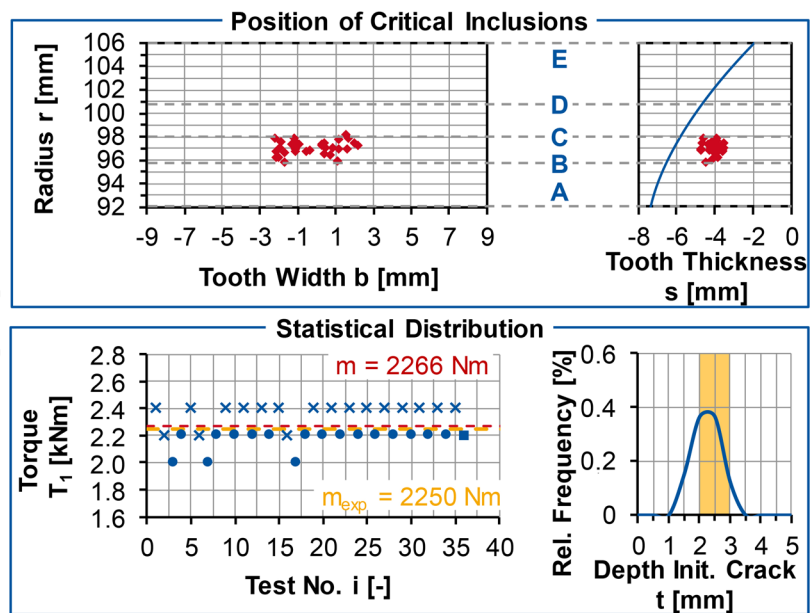 Position of Critical Inclusions
Radius r [mm]
106
104
102
100
98
96
94
92
-9 -7 -5 -3 -1 1 3 5 7 9
Tooth Width b [mm]
E
D
C
B
A
-8 -6 -4 -2 0
Tooth Thickness
s [mm]
Statistical Distribution
Torque
T1 [kNm]
2.8
2.6
2.4
2.2
2.0
1.8
1.6
m = 2266 Nm
mexp = 2250 Nm
0 5 10 15 20 25 30 35 40
Test No. i [-]
Rel. Frequency [%]
0.6
0.4
0.2
0
0 1 2 3 4 5
Depth Init. Crack
t [mm]